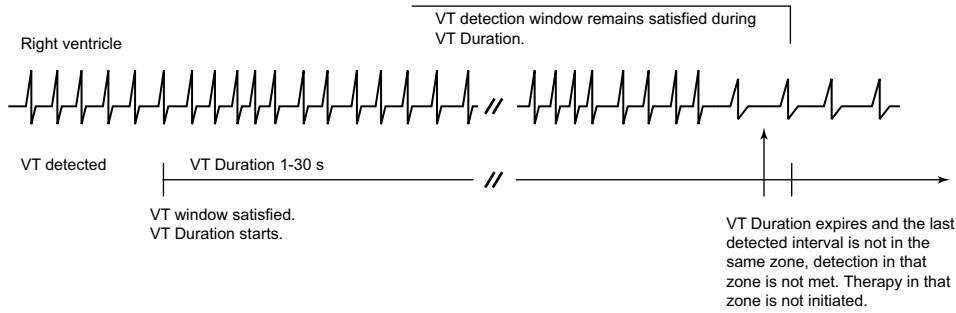 VT detection window remains satisfied during
VT Duration.
Right ventricle
VT detected
VT Duration 1-30 s
VT window satisfied.
VT Duration starts.
VT Duration expires and the last
detected interval is not in the
same zone, detection in that
zone is not met. Therapy in that
zone is not initiated.